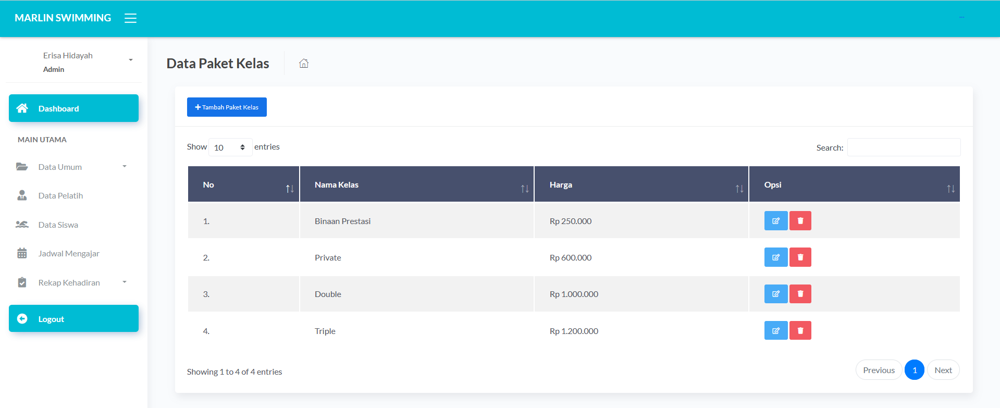 MARLIN SWIMMING
...
Erisa Hidayah
Admin
Dashboard
MAIN UTAMA
Data Umum
Data Pelatih
Data Siswa
Jadwal Mengajar
Rekap Kehadiran
Logout
Data Paket Kelas
Tambah Paket Kelas
Show 10 entries
Search:
No Nama Kelas Harga Opsi
1. Binaan Prestasi Rp 250.000
2. Private Rp 600.000
3. Double Rp 1.000.000
4. Triple Rp 1.200.000
Showing 1 to 4 of 4 entries
Previous 1 Next